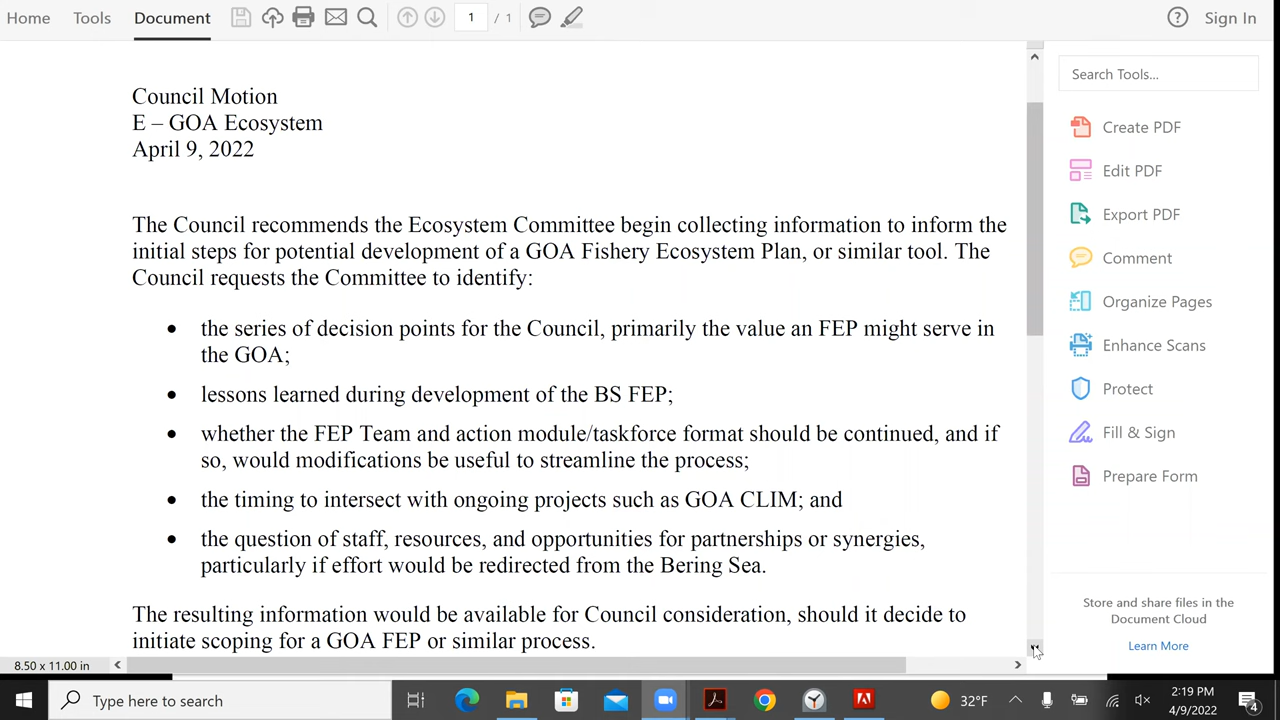 Home Tools Document 1 / 1 Sign In
Council Motion
E – GOA Ecosystem
April 9, 2022
The Council recommends the Ecosystem Committee begin collecting information to inform the
initial steps for potential development of a GOA Fishery Ecosystem Plan, or similar tool. The
Council requests the Committee to identify:
• the series of decision points for the Council, primarily the value an FEP might serve in
the GOA;
• lessons learned during development of the BS FEP;
• whether the FEP Team and action module/taskforce format should be continued, and if
so, would modifications be useful to streamline the process;
• the timing to intersect with ongoing projects such as GOA CLIM; and
• the question of staff, resources, and opportunities for partnerships or synergies,
particularly if effort would be redirected from the Bering Sea.
The resulting information would be available for Council consideration, should it decide to
initiate scoping for a GOA FEP or similar process.
8.50 x 11.00 in
Search Tools...
Create PDF
Edit PDF
Export PDF
Comment
Organize Pages
Enhance Scans
Protect
Fill & Sign
Prepare Form
Store and share files in the
Document Cloud
Learn More
Type here to search
32°F
2:19 PM
4/9/2022
4